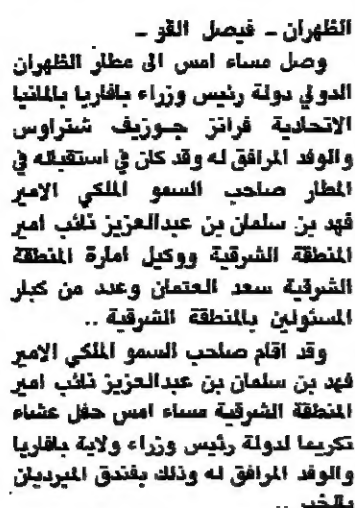 الظهران - فيصل القو -
وصل مساء امس الى مطار الظهران
الدولي دولة رئيس وزراء بافاريا بالمانيا
الاتحادية فرانز جوزيف شتراوس
والوفد المرافق له وقد كان في استقباله في
المطار صاحب السمو الملكي الامير
فهد بن سلمان بن عبدالعزيز نائب امير
المنطقة الشرقية ووكيل امارة المنطقة
الشرقية سعد العتمان وعدد من كبار
المسئولين بالمنطقة الشرقية ..
وقد اقام صاحب السمو الملكي الامير
فهد بن سلمان بن عبدالعزيز نائب امير
المنطقة الشرقية مساء امس حفل عشاء
تكريما لدولة رئيس وزراء ولاية بافاريا
والوفد المرافق له وذلك بفندق الميرديان
بالخبر ..